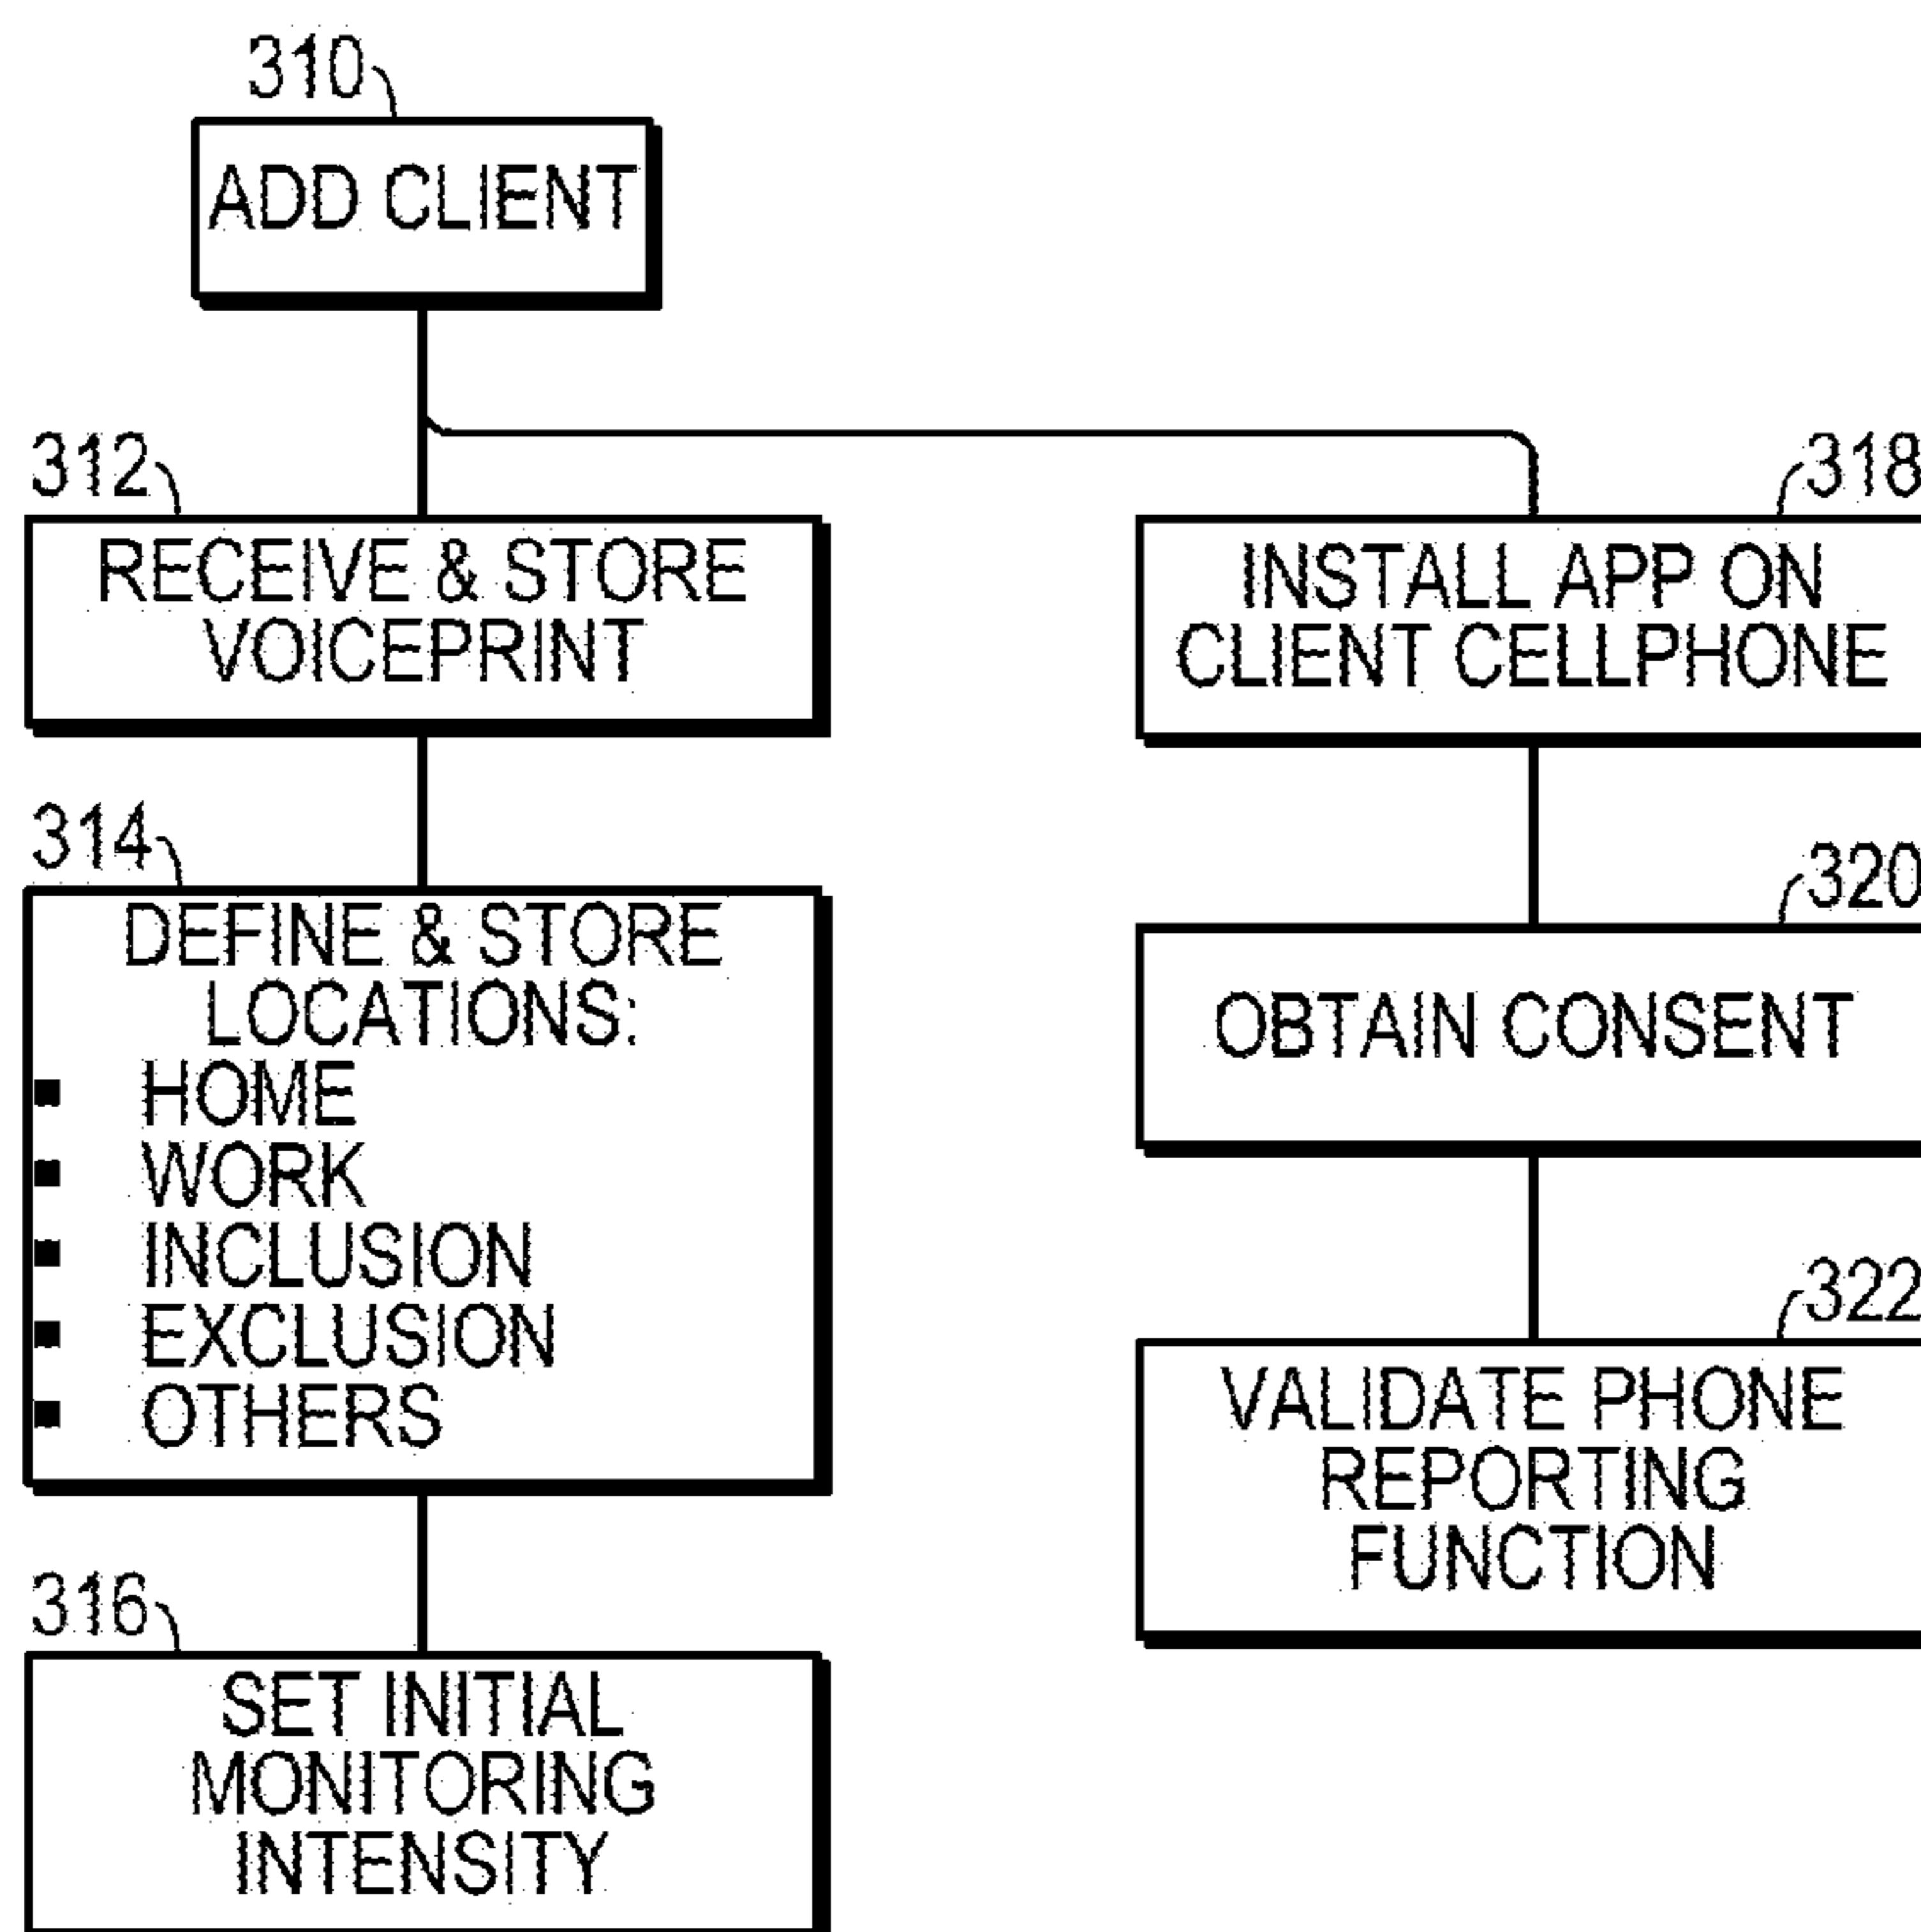 310
ADD CLIENT
312
RECEIVE & STORE
VOICEPRINT
314
DEFINE & STORE
LOCATIONS:
▪ HOME
▪ WORK
▪ INCLUSION
▪ EXCLUSION
▪ OTHERS
316
SET INITIAL
MONITORING
INTENSITY
318
INSTALL APP ON
CLIENT CELLPHONE
320
OBTAIN CONSENT
322
VALIDATE PHONE
REPORTING
FUNCTION